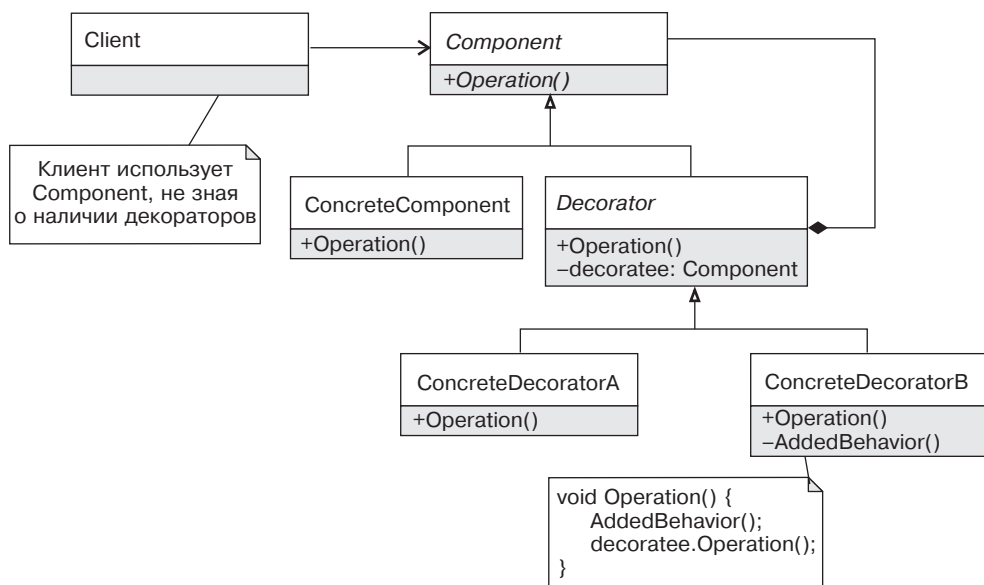 Client
Component
+Operation()
Клиент использует
Component, не зная
о наличии декораторов
ConcreteComponent
+Operation()
Decorator
+Operation()
–decoratee: Component
ConcreteDecoratorA
+Operation()
ConcreteDecoratorB
+Operation()
–AddedBehavior()
void Operation() {
AddedBehavior();
decoratee.Operation();
}